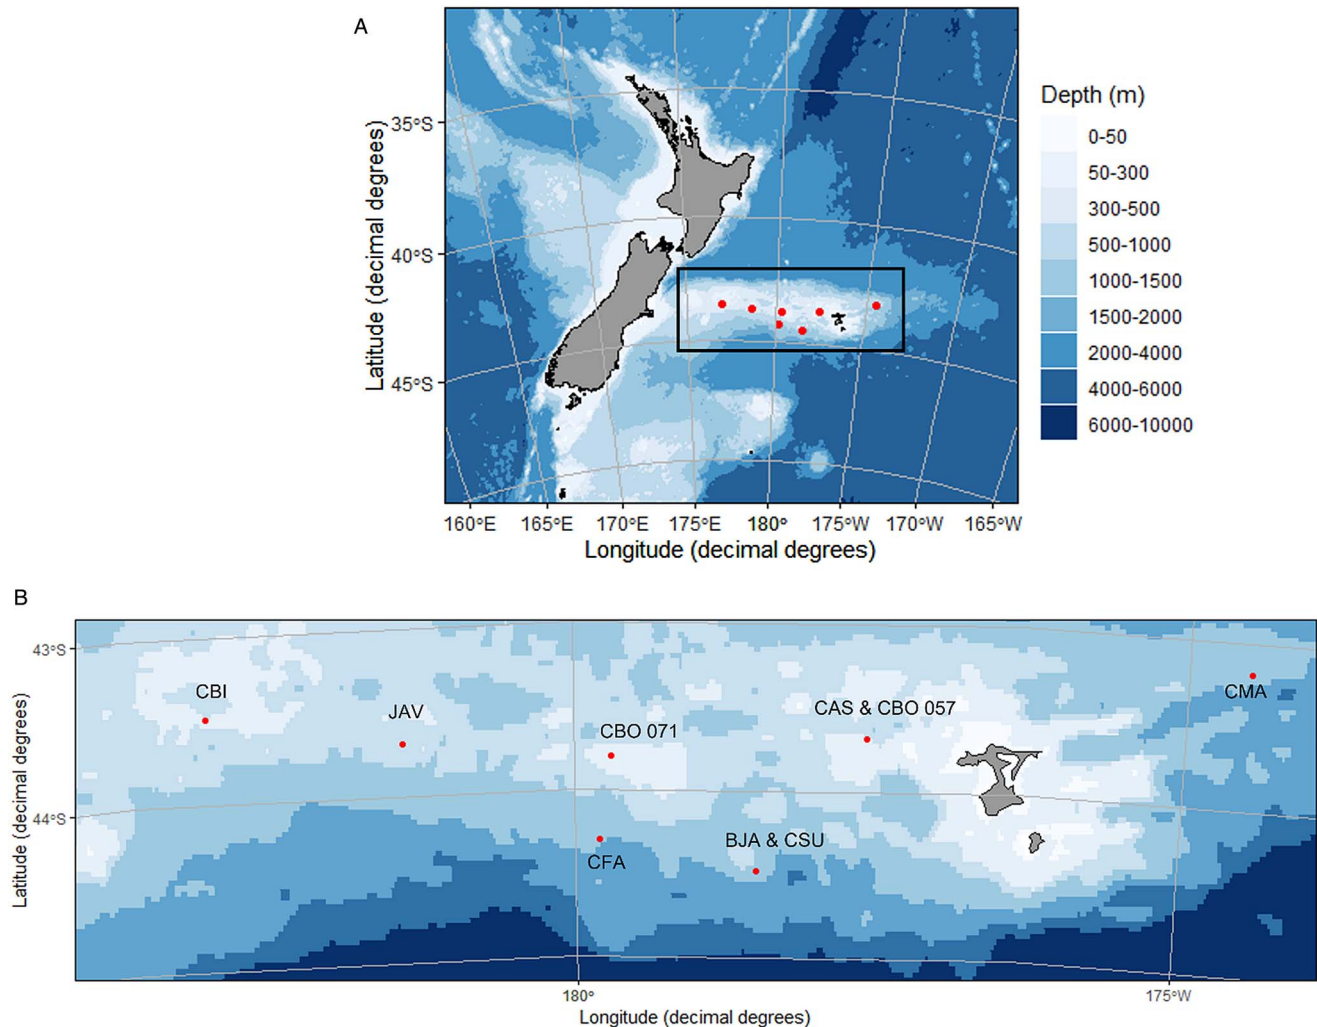 A
Latitude (decimal degrees)
35°S
40°S
45°S
160°E 165°E 170°E 175°E 180° 175°W 170°W 165°W
Longitude (decimal degrees)
Depth (m)
0-50
50-300
300-500
500-1000
1000-1500
1500-2000
2000-4000
4000-6000
6000-10000
B
Latitude (decimal degrees)
43°S
44°S
CBI
JAV
CBO 071
CAS & CBO 057
CMA
CFA
BJA & CSU
180° 175°W
Longitude (decimal degrees)